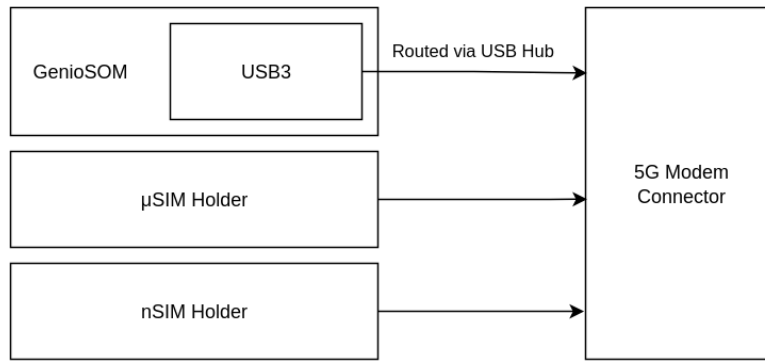 GenioSOM
USB3
Routed via USB Hub
µSIM Holder
nSIM Holder
5G Modem
Connector